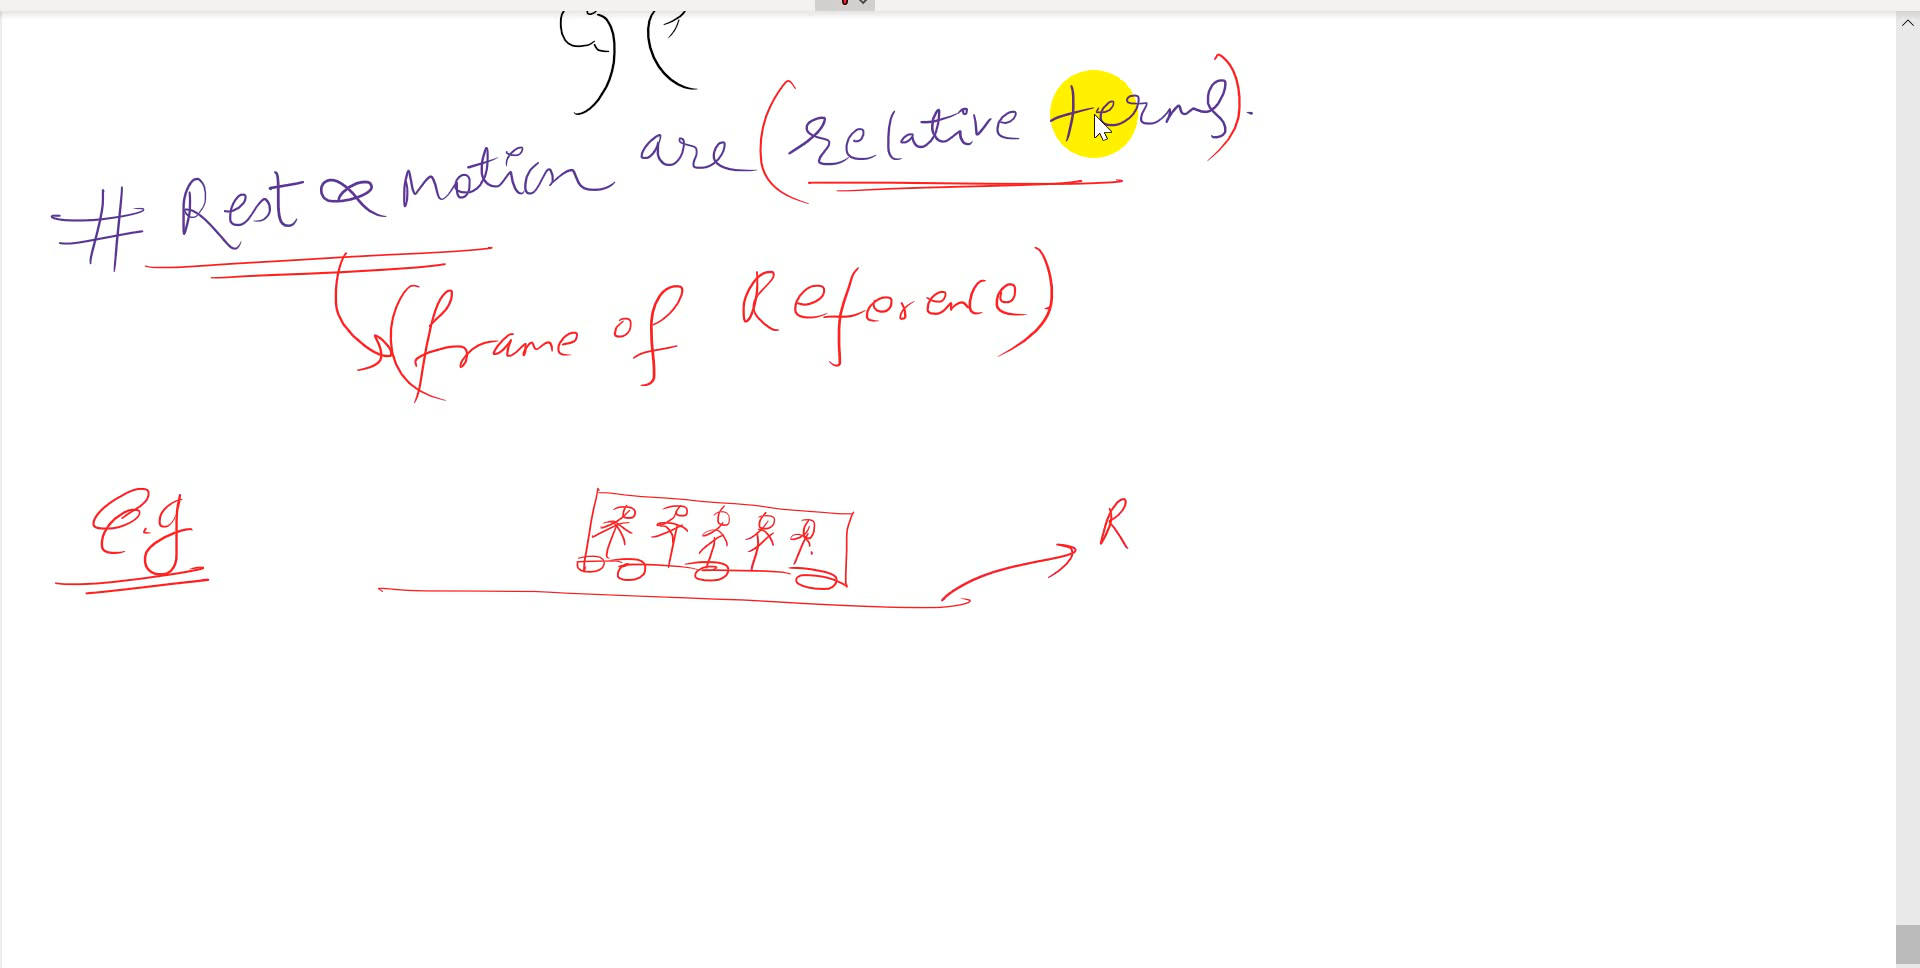 # Rest & Motion are (relative terms).
(frame of Reference)
e.g
R